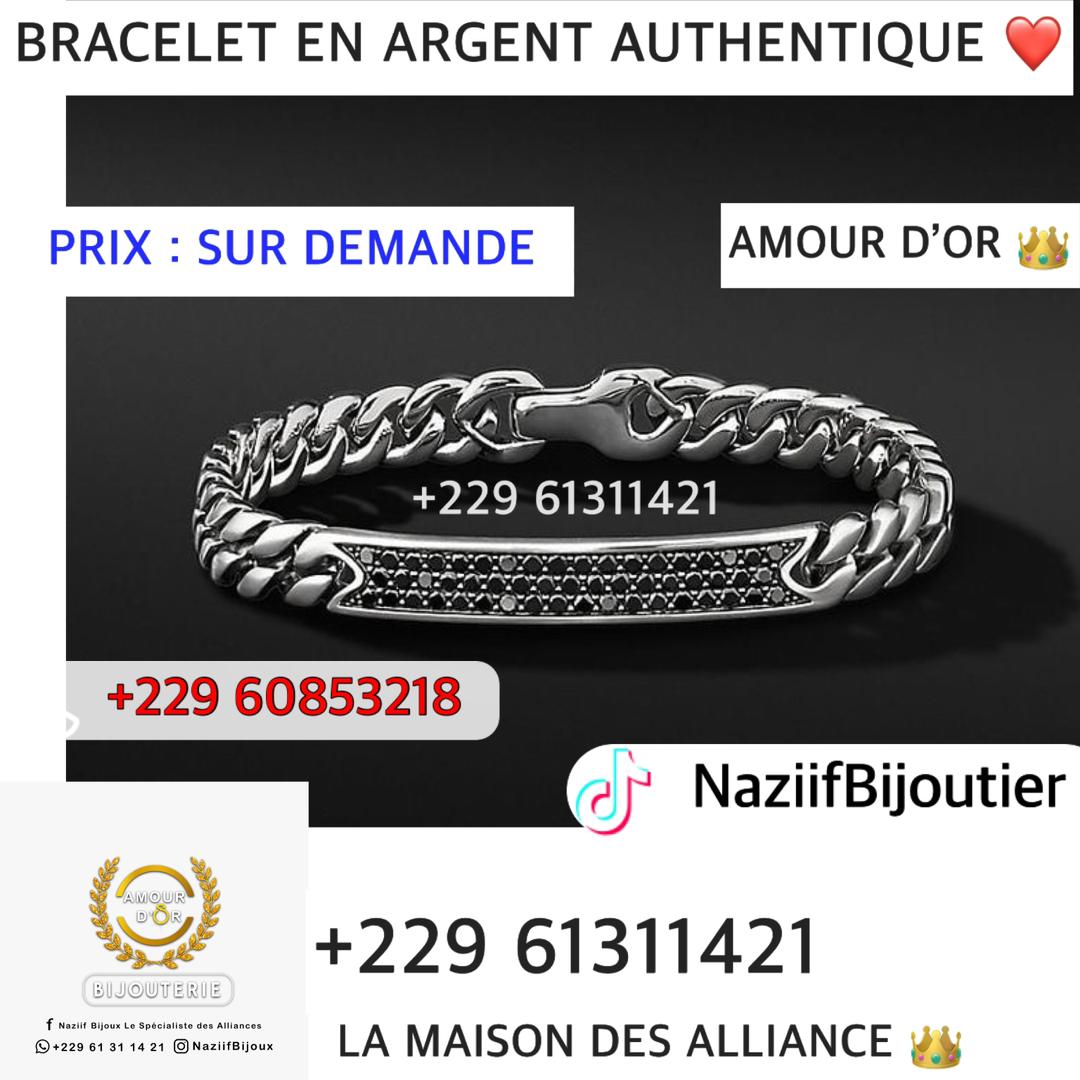 BRACELET EN ARGENT AUTHENTIQUE ❤️
PRIX : SUR DEMANDE
AMOUR D’OR 👑
+229 61311421
+229 60853218
NaziifBijoutier
AMOUR
D'OR
BIJOUTERIE
Naziif Bijoux Le Spécialiste des Alliances
+229 61 31 14 21 NaziifBijoux
+229 61311421
LA MAISON DES ALLIANCE 👑